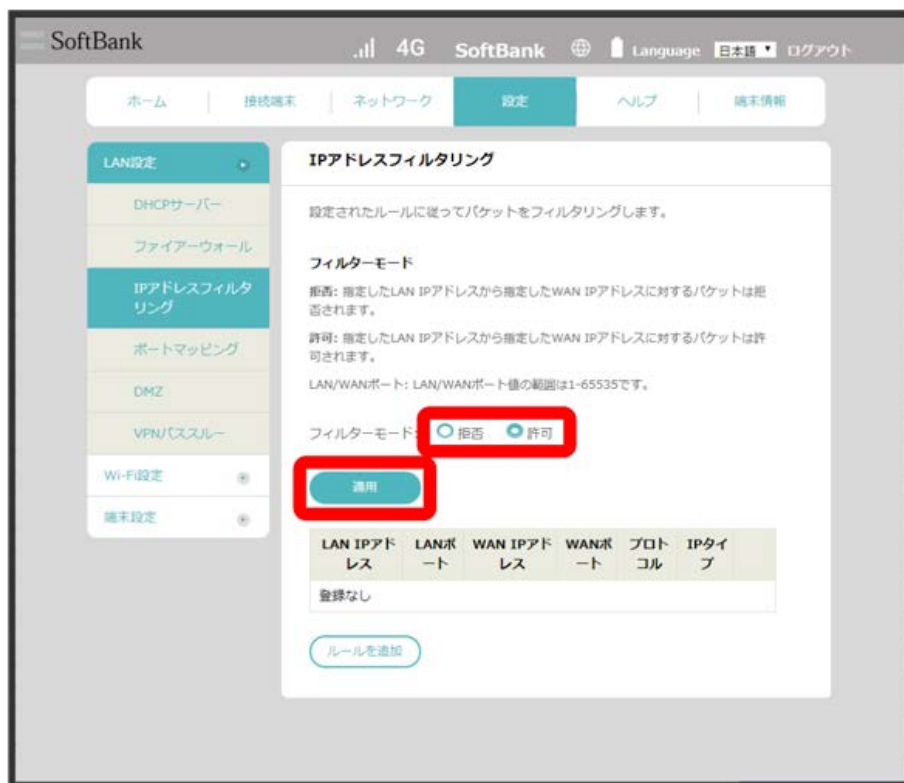 SoftBank
4G SoftBank Language 日本語 ログアウト
ホーム 接続端末 ネットワーク 設定 ヘルプ 端末情報
LAN設定
DHCPサーバー
ファイアーウォール
IPアドレスフィルタ
リング
ポートマッピング
DMZ
VPNパススルー
Wi-Fi設定
端末設定
IPアドレスフィルタリング
設定されたルールに従ってパケットをフィルタリングします。
フィルターモード
拒否: 指定したLAN IPアドレスから指定したWAN IPアドレスに対するパケットは拒
否されます。
許可: 指定したLAN IPアドレスから指定したWAN IPアドレスに対するパケットは許
可されます。
LAN/WANポート: LAN/WANポート値の範囲は1-65535です。
フィルターモード: 拒否 許可
適用
LAN IPアド LANポ WAN IPアド WANポ プロト IPタイ
レス ート レス ート コル プ
登録なし
ルールを追加